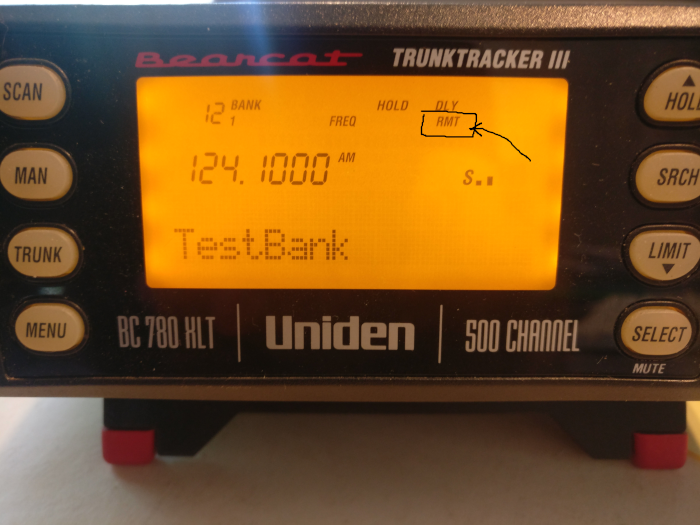 Bearcat TRUNKTRACKER III
SCAN
MAN
TRUNK
MENU
12 BANK 1 FREQ HOLD DLY RMT
124.1000 AM S
TestBank
HOL
SRCH
LIMIT
SELECT
MUTE
BC 780 XLT Uniden 500 CHANNEL